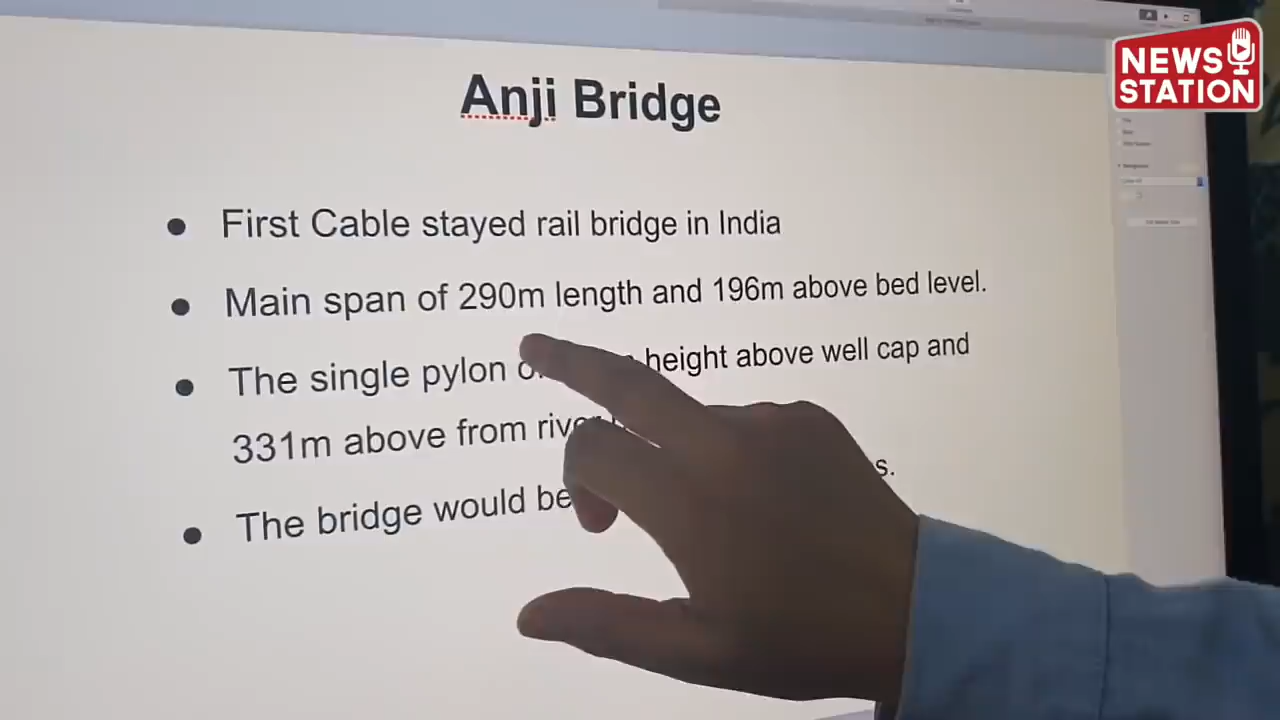 NEWS
STATION
Anji Bridge
● First Cable stayed rail bridge in India
● Main span of 290m length and 196m above bed level.
● The single pylon height above well cap and
331m above from river
● The bridge would be